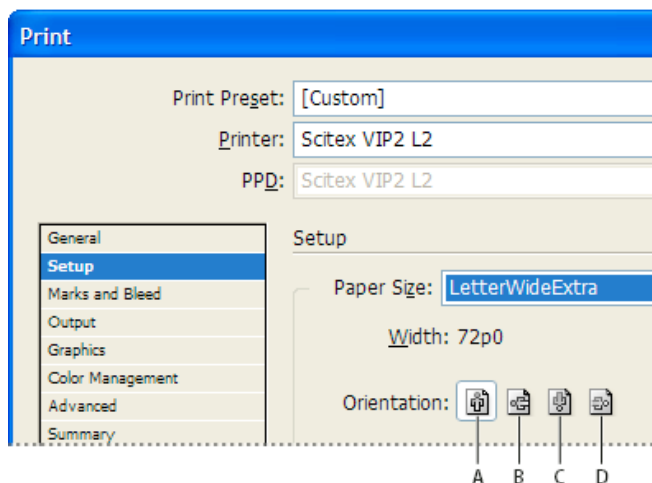 Print
Print Preset: [Custom]
Printer: Scitex VIP2 L2
PPD: Scitex VIP2 L2
General
Setup
Marks and Bleed
Output
Graphics
Color Management
Advanced
Summary
Setup
Paper Size: LetterWideExtra
Width: 72p0
Orientation:
A B C D